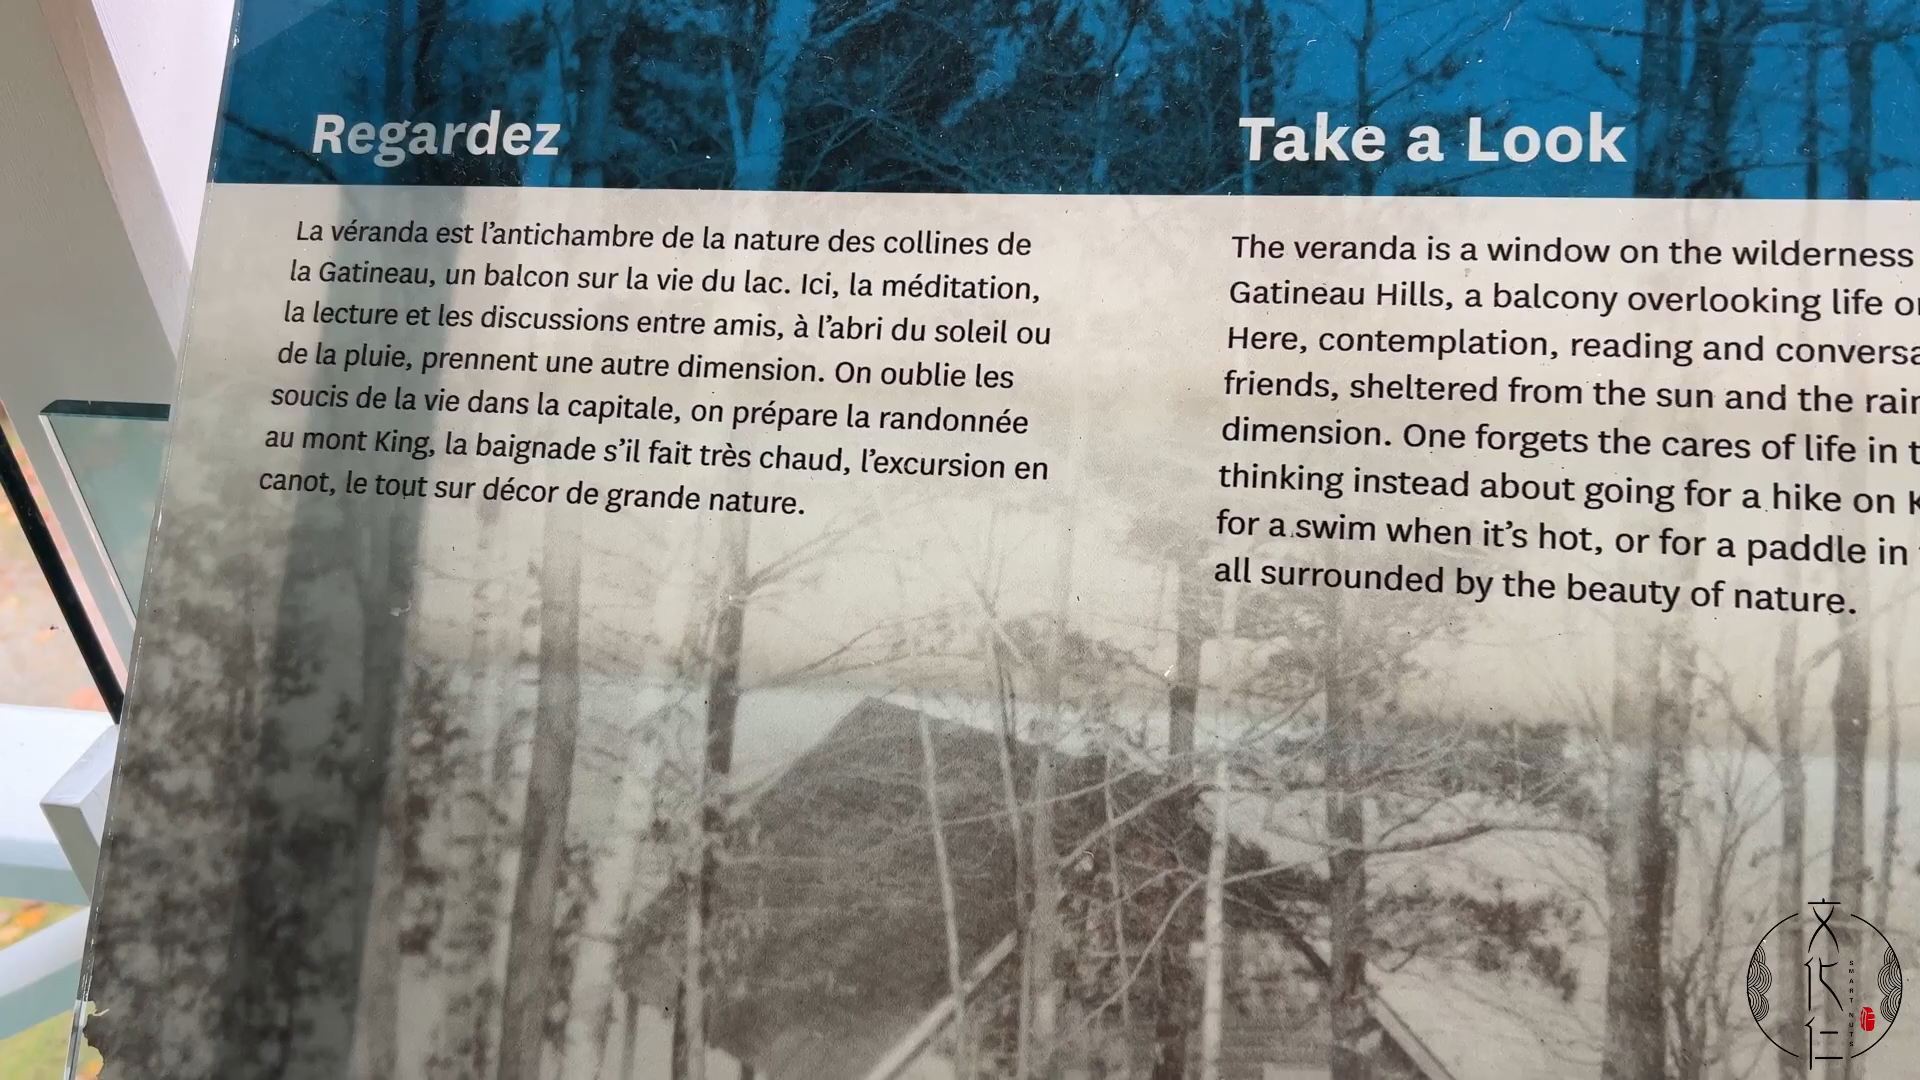 Regardez
La véranda est l’antichambre de la nature des collines de
la Gatineau, un balcon sur la vie du lac. Ici, la méditation,
la lecture et les discussions entre amis, à l’abri du soleil ou
de la pluie, prennent une autre dimension. On oublie les
soucis de la vie dans la capitale, on prépare la randonnée
au mont King, la baignade s’il fait très chaud, l’excursion en
canot, le tout sur décor de grande nature.
Take a Look
The veranda is a window on the wilderness
Gatineau Hills, a balcony overlooking life
Here, contemplation, reading and
friends, sheltered from the sun and the
dimension. One forgets the cares of life in
thinking instead about going for a hike on
for a swim when it’s hot, or for a paddle in
all surrounded by the beauty of nature.
文化仁
SMART NUTS